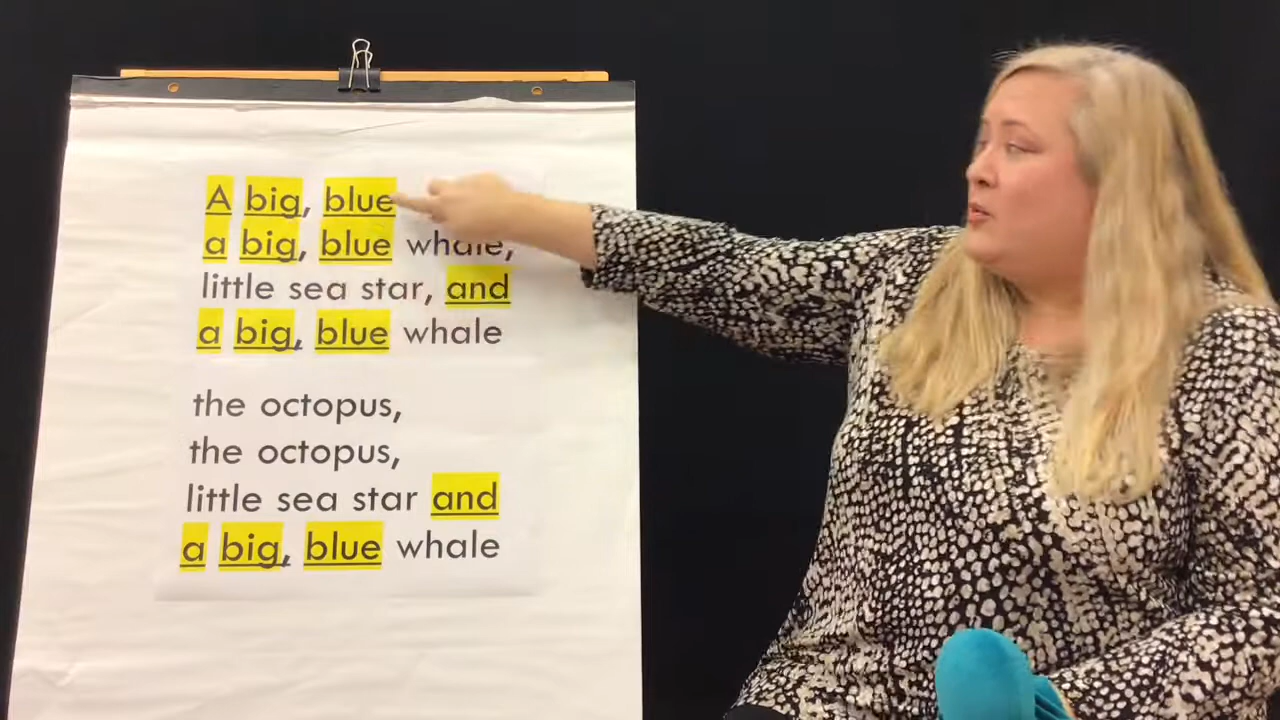 A big, blue
a big, blue whale,
little sea star, and
a big, blue whale
the octopus,
the octopus,
little sea star and
a big, blue whale